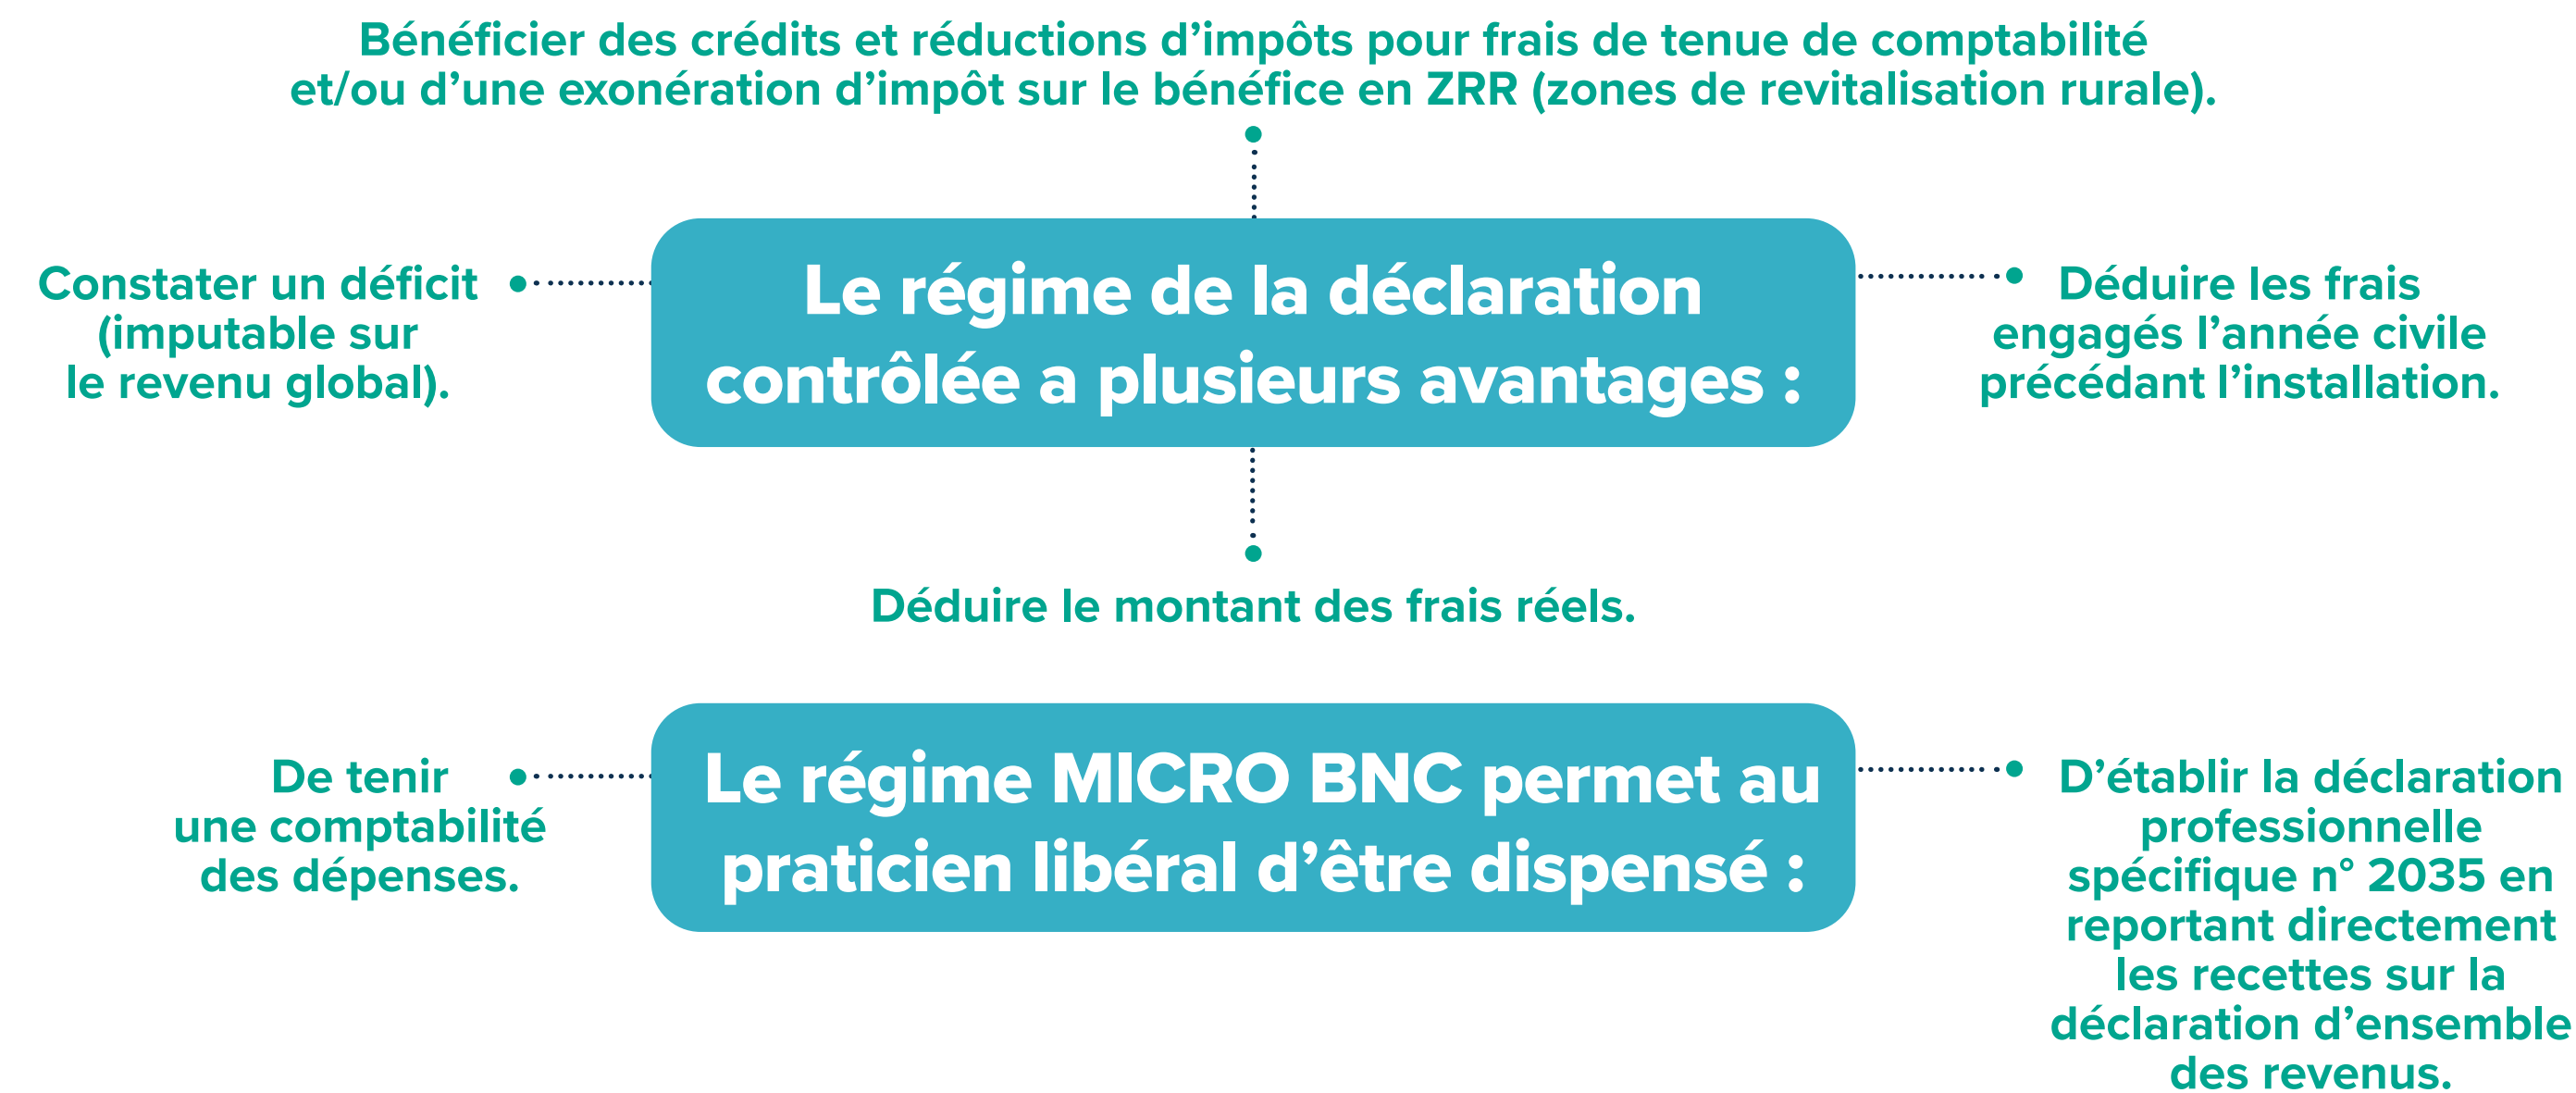 Bénéficier des crédits et réductions d’impôts pour frais de tenue de comptabilité
et/ou d’une exonération d’impôt sur le bénéfice en ZRR (zones de revitalisation rurale).
Constater un déficit
(imputable sur
le revenu global).
Le régime de la déclaration
contrôlée a plusieurs avantages :
Déduire les frais
engagés l’année civile
précédant l’installation.
Déduire le montant des frais réels.
De tenir
une comptabilité
des dépenses.
Le régime MICRO BNC permet au
praticien libéral d’être dispensé :
D’établir la déclaration
professionnelle
spécifique n° 2035 en
reportant directement
les recettes sur la
déclaration d’ensemble
des revenus.